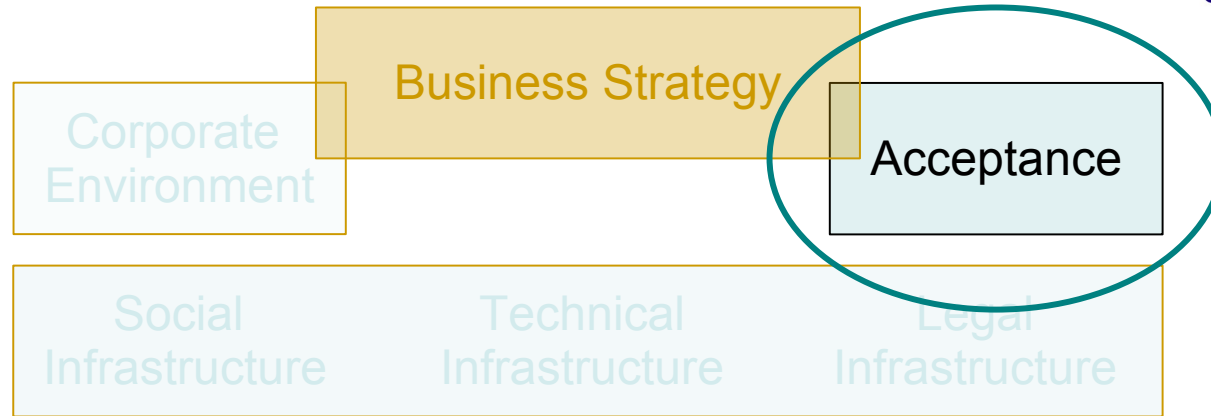 Business Strategy
Corporate
Environment
Acceptance
Social
Infrastructure
Technical
Infrastructure
Legal
Infrastructure